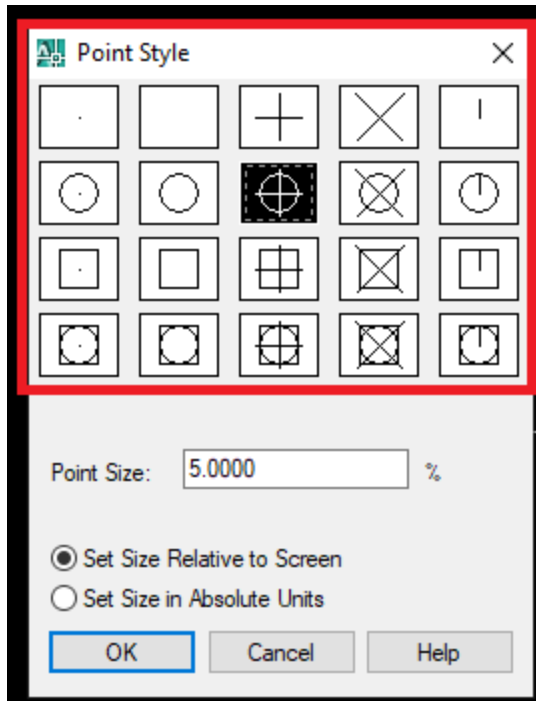 Point Style
Point Size: 5.0000 %
Set Size Relative to Screen
Set Size in Absolute Units
OK Cancel Help